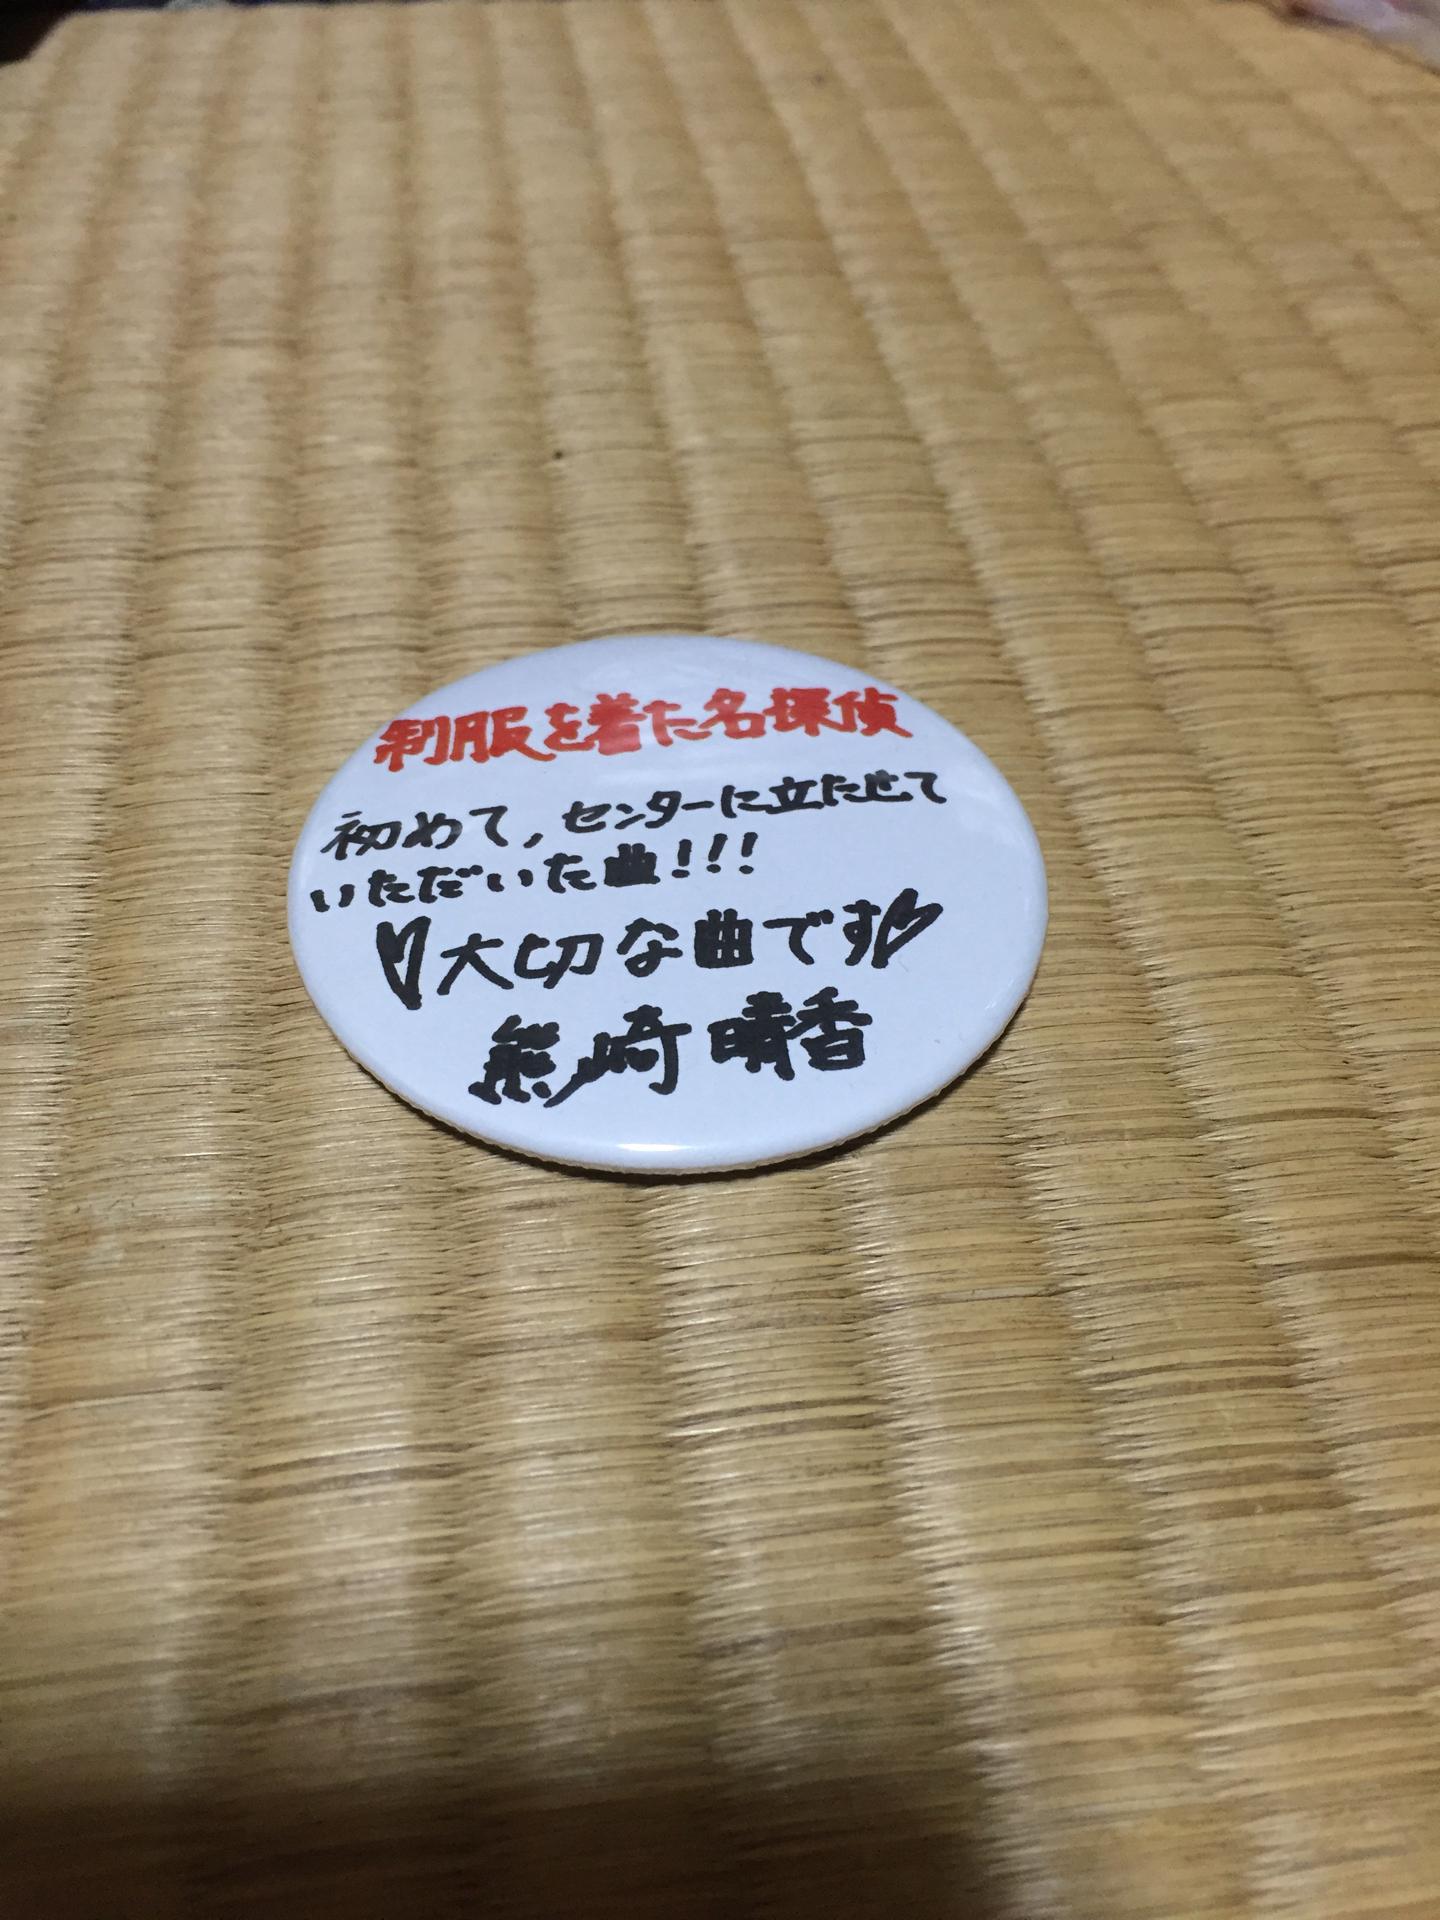 制服を着た名探偵
初めて,センターに立たせて
いただいた曲!!!
♡大切な曲です♡
熊崎晴香